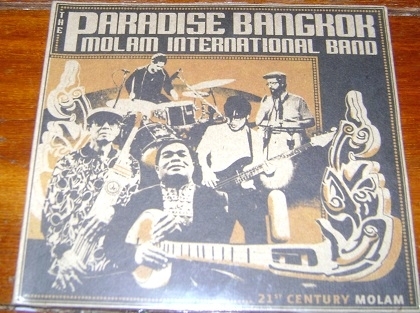 THE PARADISE BANGKOK
MOLAM INTERNATIONAL BAND
21ST CENTURY MOLAM